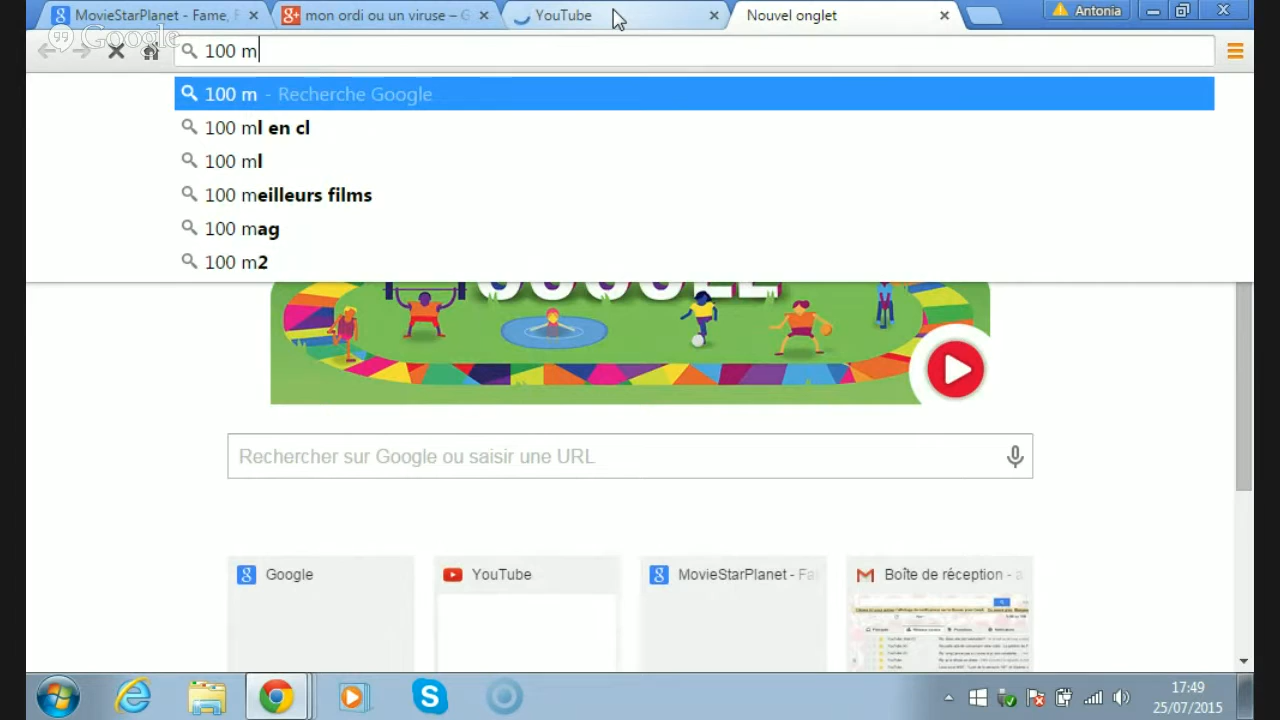 MovieStarPlanet - Fame, F
mon ordi ou un viruse – G
YouTube
Nouvel onglet
Antonia
Google
100 m
100 m - Recherche Google
100 ml en cl
100 ml
100 meilleurs films
100 mag
100 m2
GOOGLE
Rechercher sur Google ou saisir une URL
Google
YouTube
MovieStarPlanet - Fa
Boîte de réception - a
17:49
25/07/2015